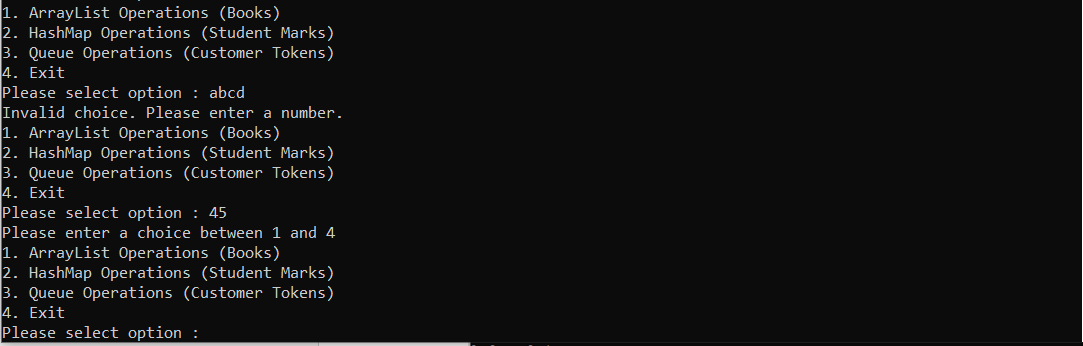 1. ArrayList Operations (Books)
2. HashMap Operations (Student Marks)
3. Queue Operations (Customer Tokens)
4. Exit
Please select option : abcd
Invalid choice. Please enter a number.
1. ArrayList Operations (Books)
2. HashMap Operations (Student Marks)
3. Queue Operations (Customer Tokens)
4. Exit
Please select option : 45
Please enter a choice between 1 and 4
1. ArrayList Operations (Books)
2. HashMap Operations (Student Marks)
3. Queue Operations (Customer Tokens)
4. Exit
Please select option :